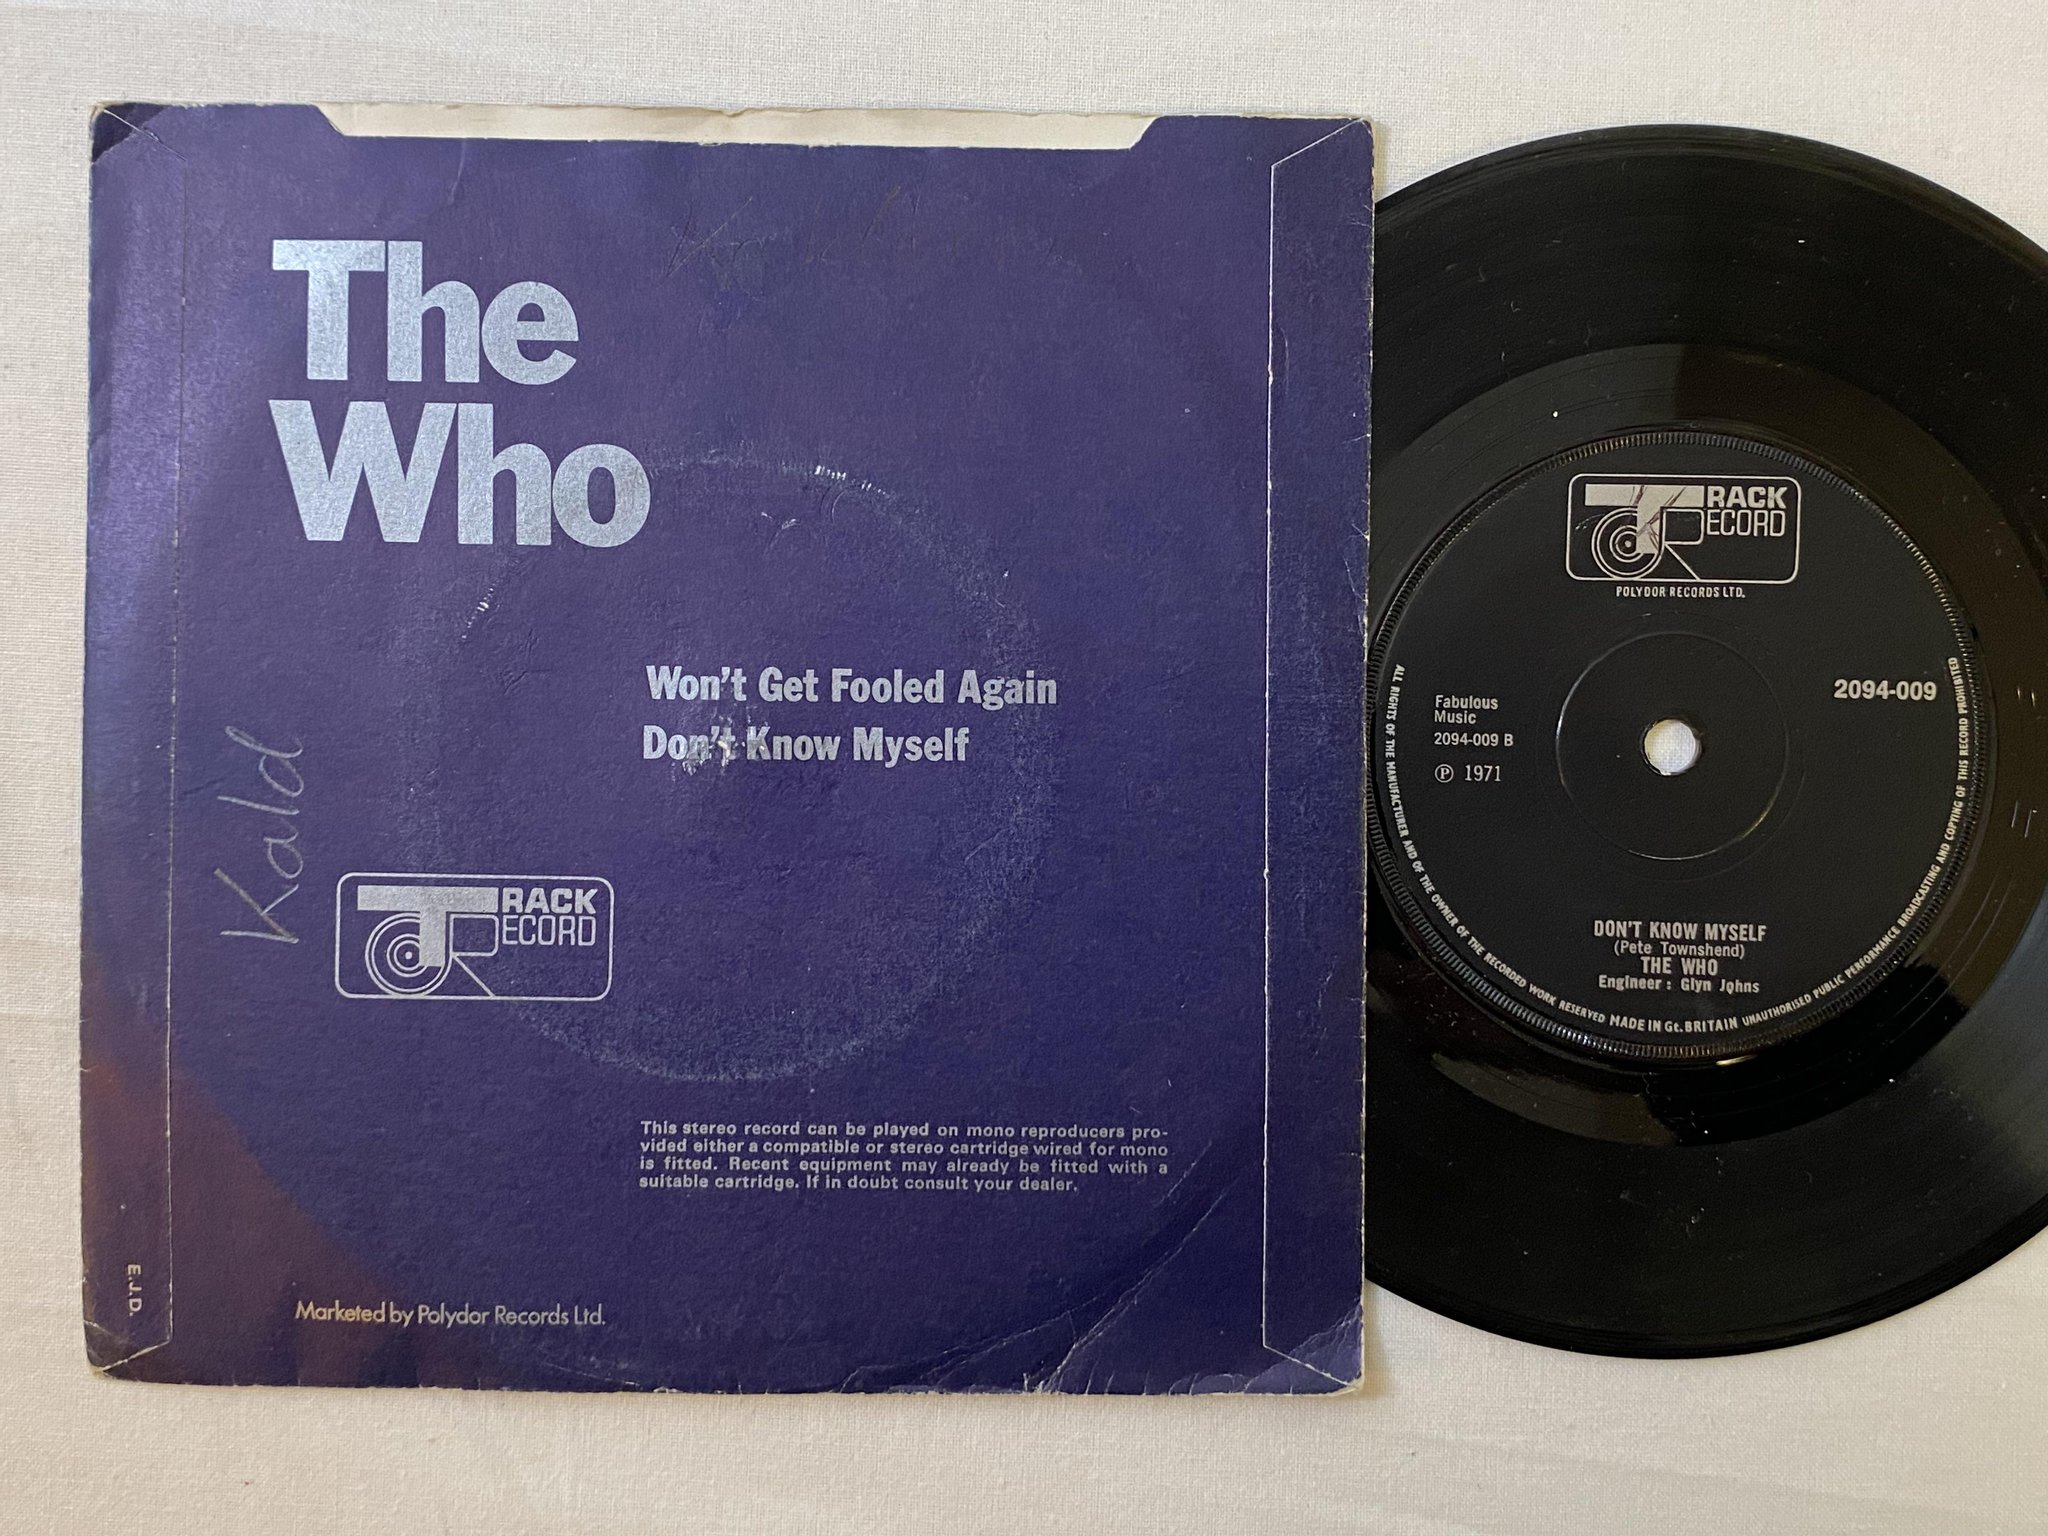 The
Who
Won't Get Fooled Again
Don't Know Myself
Kald
TRACK
RECORD
This stereo record can be played on mono reproducers pro-
vided either a compatible or stereo cartridge wired for mono
is fitted. Recent equipment may already be fitted with a
suitable cartridge. If in doubt consult your dealer.
E.J.D.
Marketed by Polydor Records Ltd.
TRACK
RECORD
POLYDOR RECORDS LTD.
2094-009
Fabulous
Music
2094-009 B
℗ 1971
DON'T KNOW MYSELF
(Pete Townshend)
THE WHO
Engineer: Glyn Johns
ALL RIGHTS OF THE MANUFACTURER AND OF THE OWNER OF THE RECORDED WORK RESERVED MADE IN Gt. BRITAIN UNAUTHORISED PUBLIC PERFORMANCE BROADCASTING AND COPYING OF THIS RECORD PROHIBITED